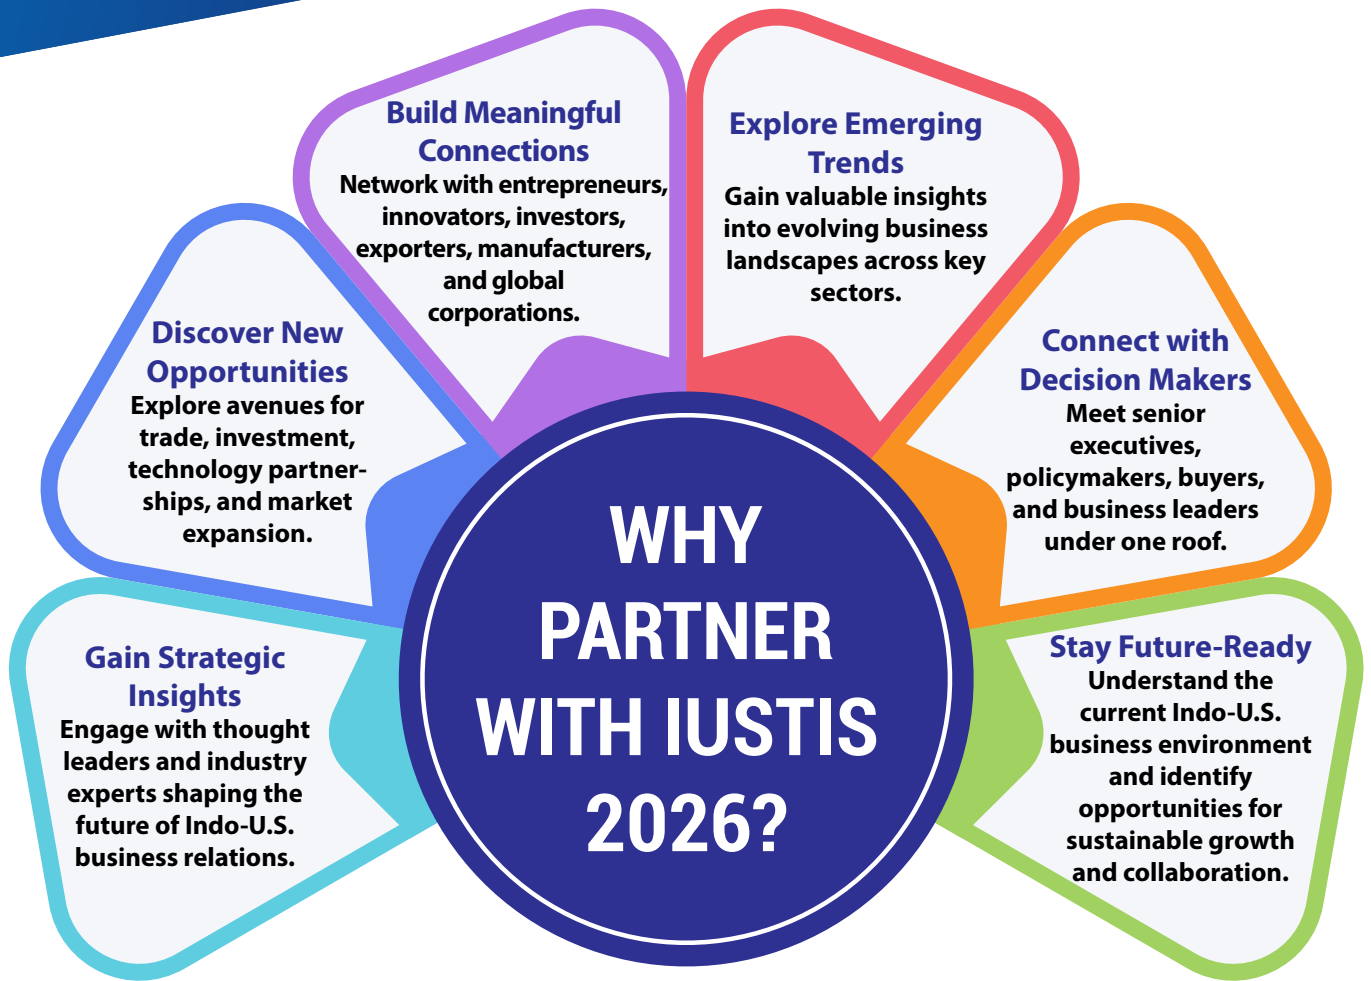 Build Meaningful
Connections
Network with entrepreneurs,
innovators, investors,
exporters, manufacturers,
and global
corporations.
Explore Emerging
Trends
Gain valuable insights
into evolving business
landscapes across key
sectors.
Discover New
Opportunities
Explore avenues for
trade, investment,
technology partner-
ships, and market
expansion.
Connect with
Decision Makers
Meet senior
executives,
policymakers, buyers,
and business leaders
under one roof.
Gain Strategic
Insights
Engage with thought
leaders and industry
experts shaping the
future of Indo-U.S.
business relations.
WHY
PARTNER
WITH IUSTIS
2026?
Stay Future-Ready
Understand the
current Indo-U.S.
business environment
and identify
opportunities for
sustainable growth
and collaboration.